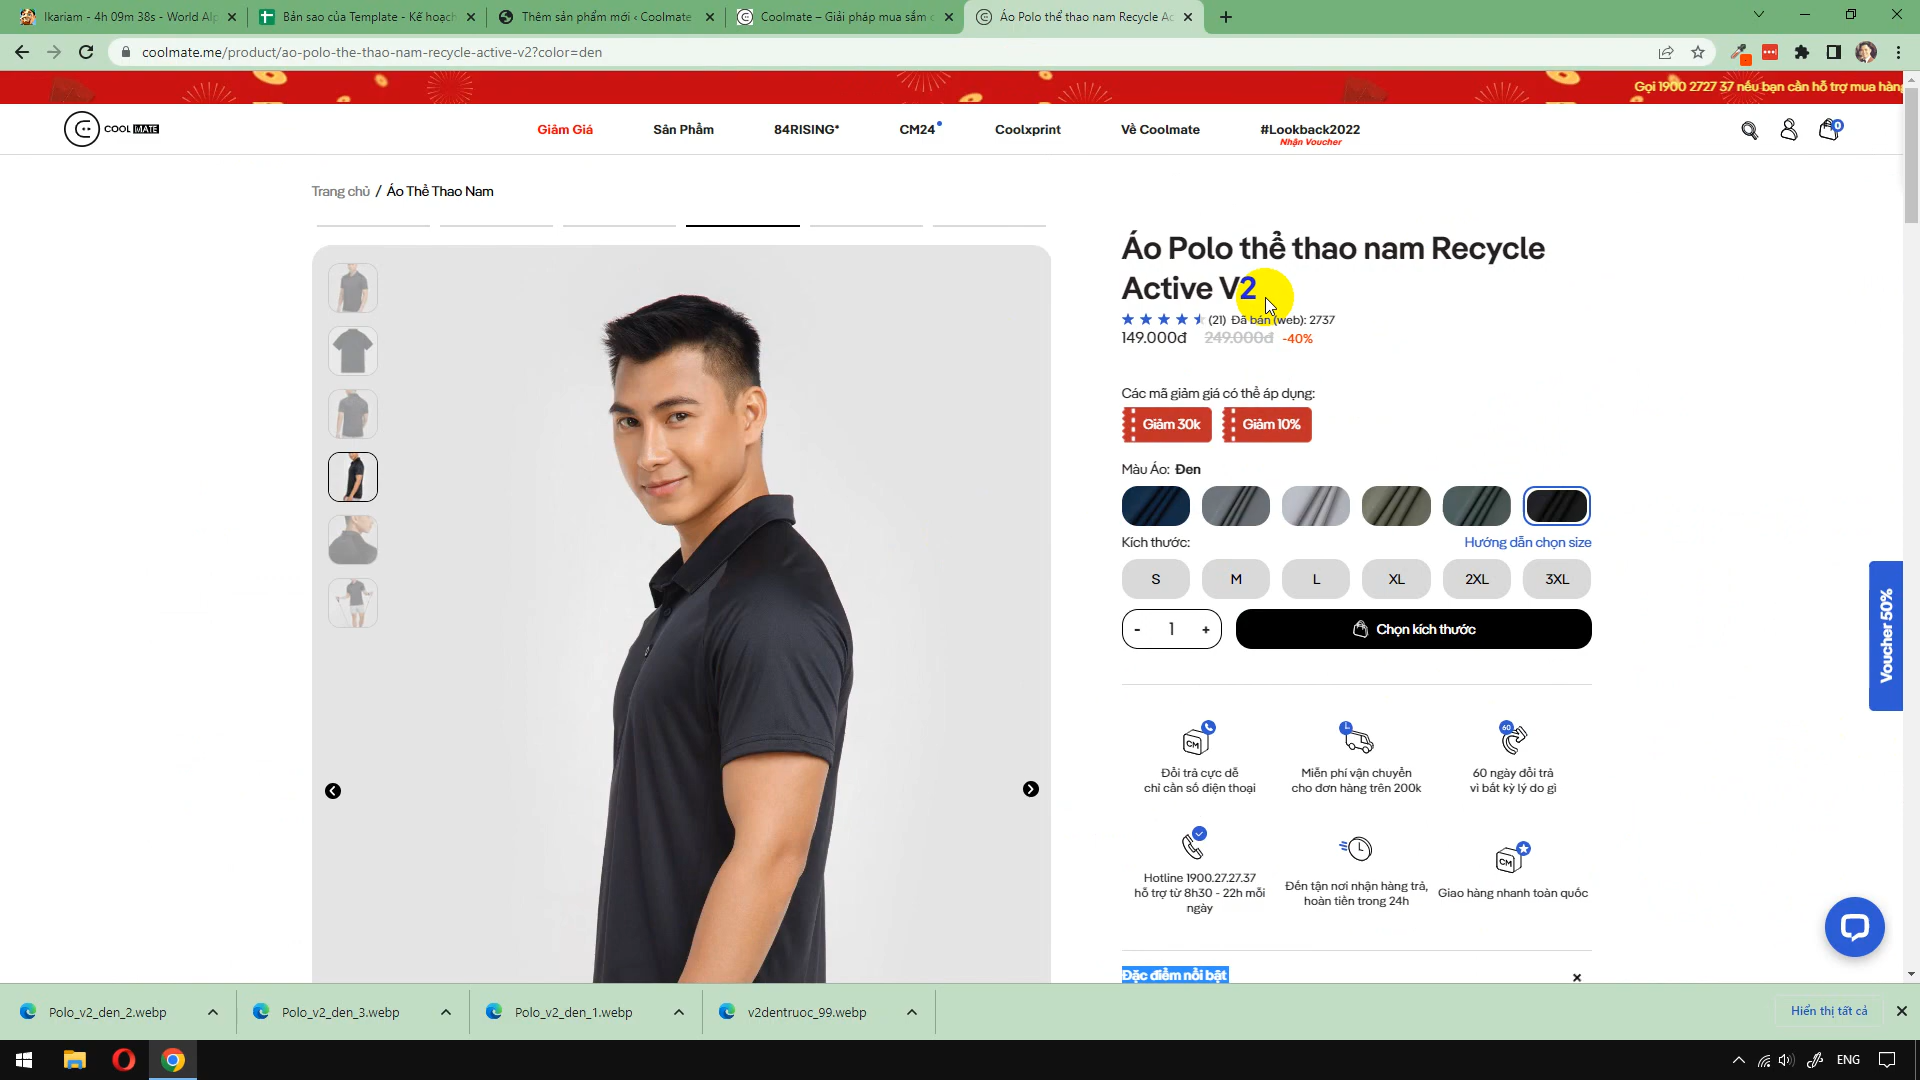 Ikariam - 4h 09m 38s - World Alp
Bản sao của Template - Kế hoạch
Thêm sản phẩm mới ‹ Coolmate
Coolmate – Giải pháp mua sắm
Áo Polo thể thao nam Recycle Ac
coolmate.me/product/ao-polo-the-thao-nam-recycle-active-v2?color=den
Gọi 1900 2727 37 nếu bạn cần hỗ trợ mua hàng
COOL MATE
Giảm Giá
Sản Phẩm
84RISING*
CM24
Coolxprint
Về Coolmate
#Lookback2022
Nhận Voucher
0
Trang chủ / Áo Thể Thao Nam
Áo Polo thể thao nam Recycle
Active V2
(21) Đã bán (web): 2737
149.000đ 249.000đ -40%
Các mã giảm giá có thể áp dụng:
Giảm 30k
Giảm 10%
Màu Áo: Đen
Kích thước:
Hướng dẫn chọn size
S M L XL 2XL 3XL
- 1 +
Chọn kích thước
Voucher 50%
CM
60
Đổi trả cực dễ
chỉ cần số điện thoại
Miễn phí vận chuyển
cho đơn hàng trên 200k
60 ngày đổi trả
vì bất kỳ lý do gì
CM
Hotline 1900.27.27.37
hỗ trợ từ 8h30 - 22h mỗi
ngày
Đến tận nơi nhận hàng trả,
hoàn tiền trong 24h
Giao hàng nhanh toàn quốc
Đặc điểm nổi bật
Polo_v2_den_2.webp
Polo_v2_den_3.webp
Polo_v2_den_1.webp
v2dentruoc_99.webp
Hiển thị tất cả
ENG